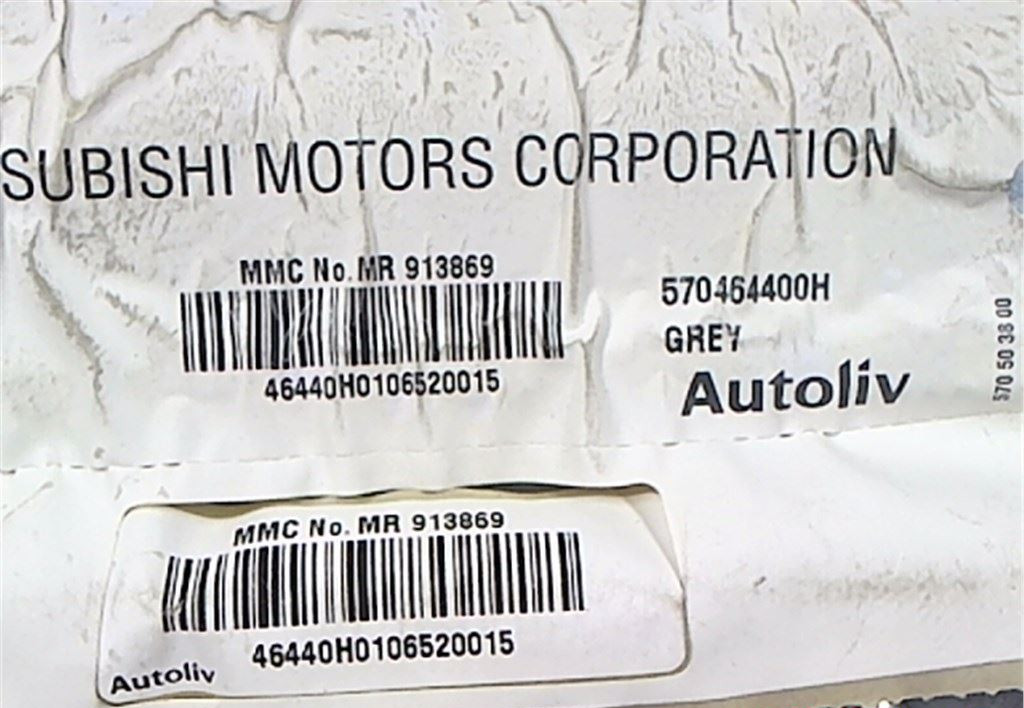 SUBISHI MOTORS CORPORATION
MMC No. MR 913869
46440H0106520015
570464400H
GREY
Autoliv
570 50 38 00
MMC No. MR 913869
46440H0106520015
Autoliv